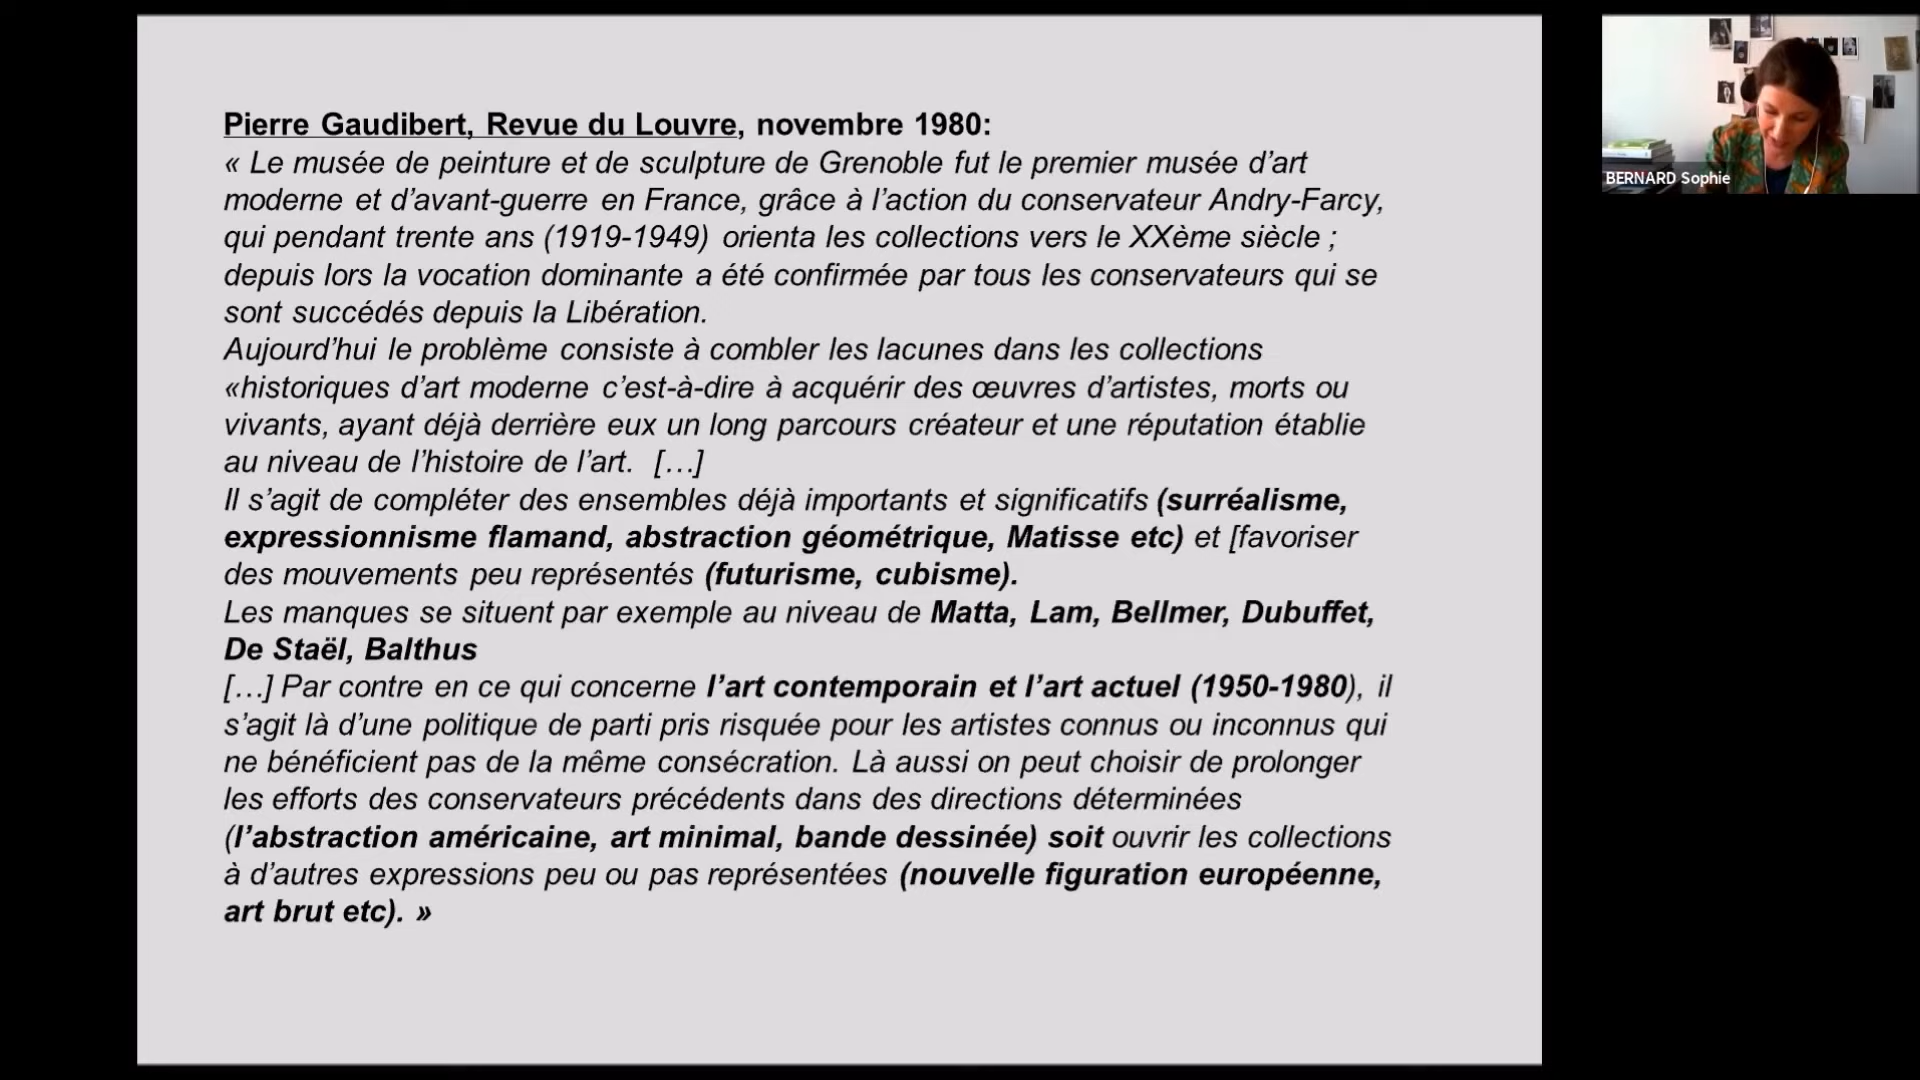 Pierre Gaudibert, Revue du Louvre, novembre 1980:
« Le musée de peinture et de sculpture de Grenoble fut le premier musée d’art
moderne et d’avant-guerre en France, grâce à l’action du conservateur Andry-Farcy,
qui pendant trente ans (1919-1949) orienta les collections vers le XXème siècle ;
depuis lors la vocation dominante a été confirmée par tous les conservateurs qui se
sont succédés depuis la Libération.
Aujourd’hui le problème consiste à combler les lacunes dans les collections
«historiques d’art moderne c’est-à-dire à acquérir des œuvres d’artistes, morts ou
vivants, ayant déjà derrière eux un long parcours créateur et une réputation établie
au niveau de l’histoire de l’art. […]
Il s’agit de compléter des ensembles déjà importants et significatifs (surréalisme,
expressionnisme flamand, abstraction géométrique, Matisse etc) et [favoriser
des mouvements peu représentés (futurisme, cubisme).
Les manques se situent par exemple au niveau de Matta, Lam, Bellmer, Dubuffet,
De Staël, Balthus
[…] Par contre en ce qui concerne l’art contemporain et l’art actuel (1950-1980), il
s’agit là d’une politique de parti pris risquée pour les artistes connus ou inconnus qui
ne bénéficient pas de la même consécration. Là aussi on peut choisir de prolonger
les efforts des conservateurs précédents dans des directions déterminées
(l’abstraction américaine, art minimal, bande dessinée) soit ouvrir les collections
à d’autres expressions peu ou pas représentées (nouvelle figuration européenne,
art brut etc). »
BERNARD Sophie